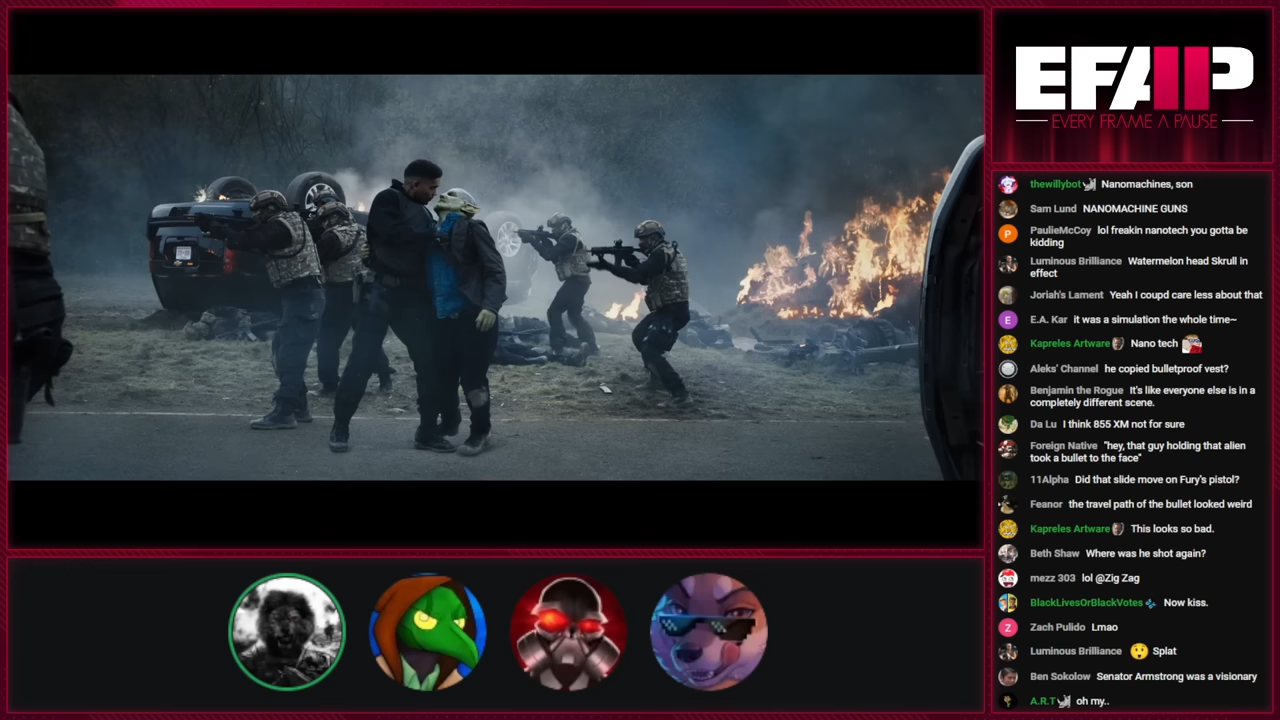 EFAP
EVERY FRAME A PAUSE
thewillybot Nanomachines, son
Sam Lund NANOMACHINE GUNS
PaulieMcCoy lol freakin nanotech you gotta be
kidding
Luminous Brilliance Watermelon head Skrull in
effect
Joriah's Lament Yeah I coupd care less about that
E
E.A. Kar it was a simulation the whole time~
Kapreles Artware Nano tech
Aleks' Channel he copied bulletproof vest?
Benjamin the Rogue It's like everyone else is in a
completely different scene.
Da Lu I think 855 XM not for sure
Foreign Native "hey, that guy holding that alien
took a bullet to the face"
11Alpha Did that slide move on Fury's pistol?
Feanor the travel path of the bullet looked weird
Kapreles Artware This looks so bad.
Beth Shaw Where was he shot again?
mezz 303 lol @Zig Zag
BlackLivesOrBlackVotes Now kiss.
Z
Zach Pulido Lmao
Luminous Brilliance Splat
Ben Sokolow Senator Armstrong was a visionary
A.R.T oh my..